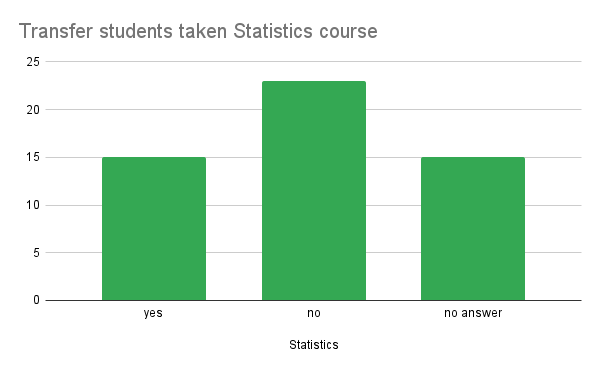 Transfer students taken Statistics course
25
20
15
10
5
0
yes no no answer
Statistics